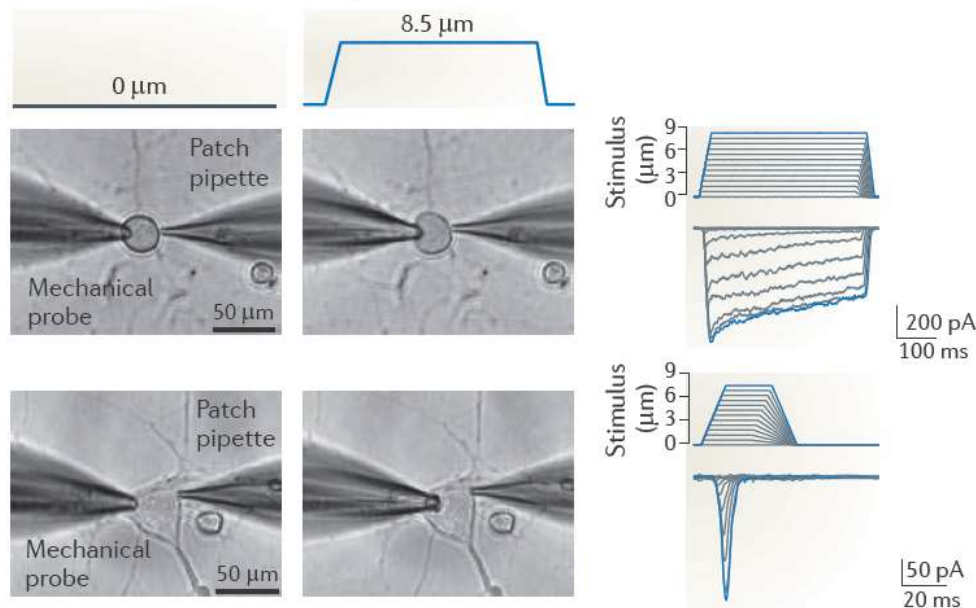 0 μm
8.5 μm
Patch
pipette
Mechanical
probe
50 μm
Stimulus
(μm)
9
6
3
0
200 pA
100 ms
Patch
pipette
Mechanical
probe
50 μm
Stimulus
(μm)
9
6
3
0
50 pA
20 ms